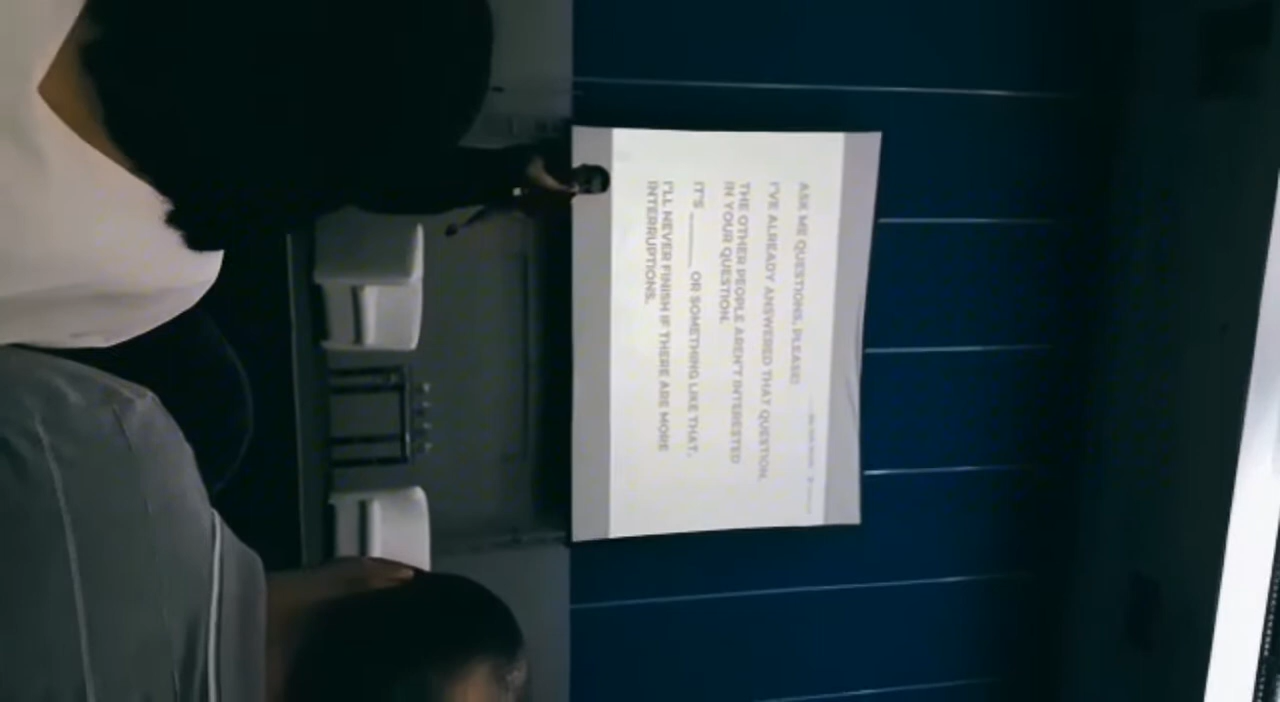 ASK ME QUESTIONS, PLEASE!
I'VE ALREADY ANSWERED THAT QUESTION.
THE OTHER PEOPLE AREN'T INTERESTED
IN YOUR QUESTION.
IT'S ______ OR SOMETHING LIKE THAT.
I'LL NEVER FINISH IF THERE ARE MORE
INTERRUPTIONS.